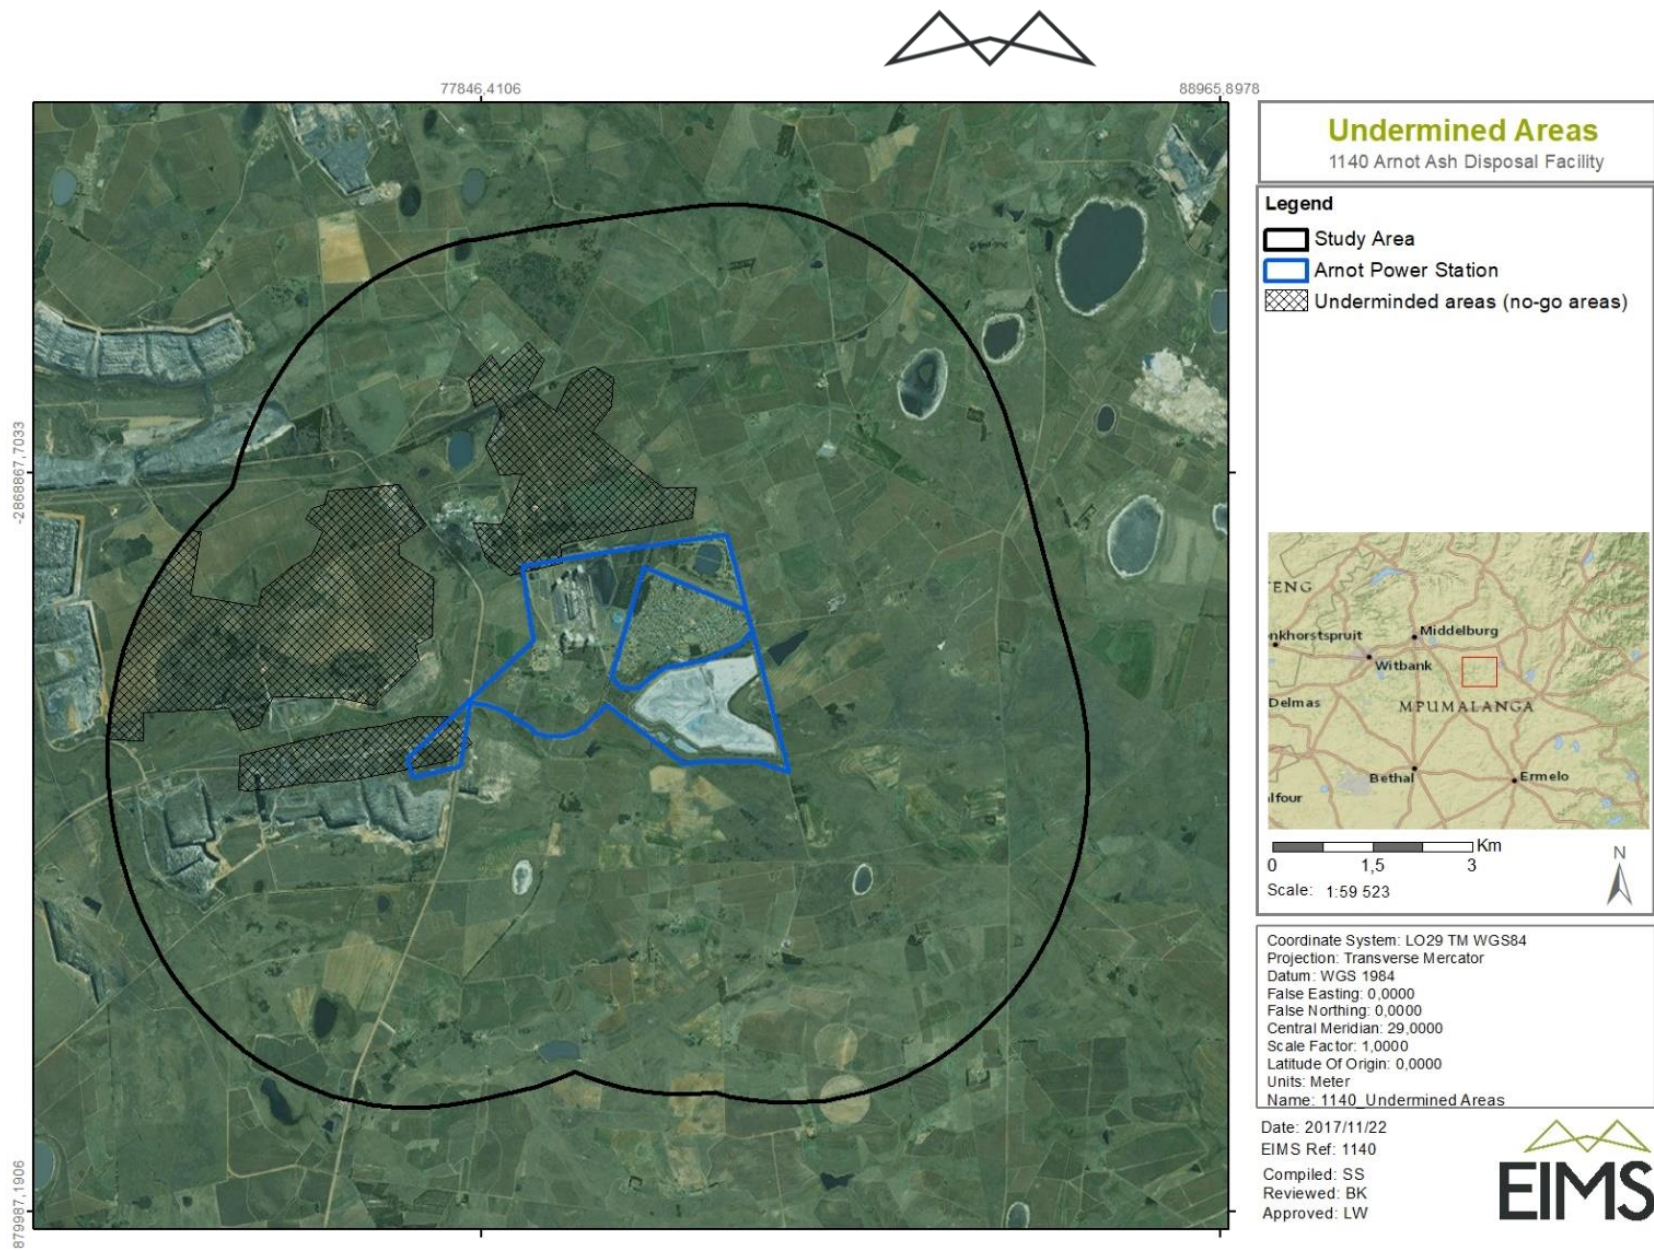 77846,4106
88965,8978
-2868867,7033
879987,1906
Undermined Areas
1140 Arnot Ash Disposal Facility
Legend
Study Area
Arnot Power Station
Underminded areas (no-go areas)
ENG
nkhorstspruit
Middelburg
Witbank
Delmas
MPUMALANGA
Bethal
Ermelo
lfour
Km
0 1,5 3
N
Scale: 1:59 523
Coordinate System: LO29 TM WGS84
Projection: Transverse Mercator
Datum: WGS 1984
False Easting: 0,0000
False Northing: 0,0000
Central Meridian: 29,0000
Scale Factor: 1,0000
Latitude Of Origin: 0,0000
Units: Meter
Name: 1140_Undermined Areas
Date: 2017/11/22
EIMS Ref: 1140
Compiled: SS
Reviewed: BK
Approved: LW
EIMS